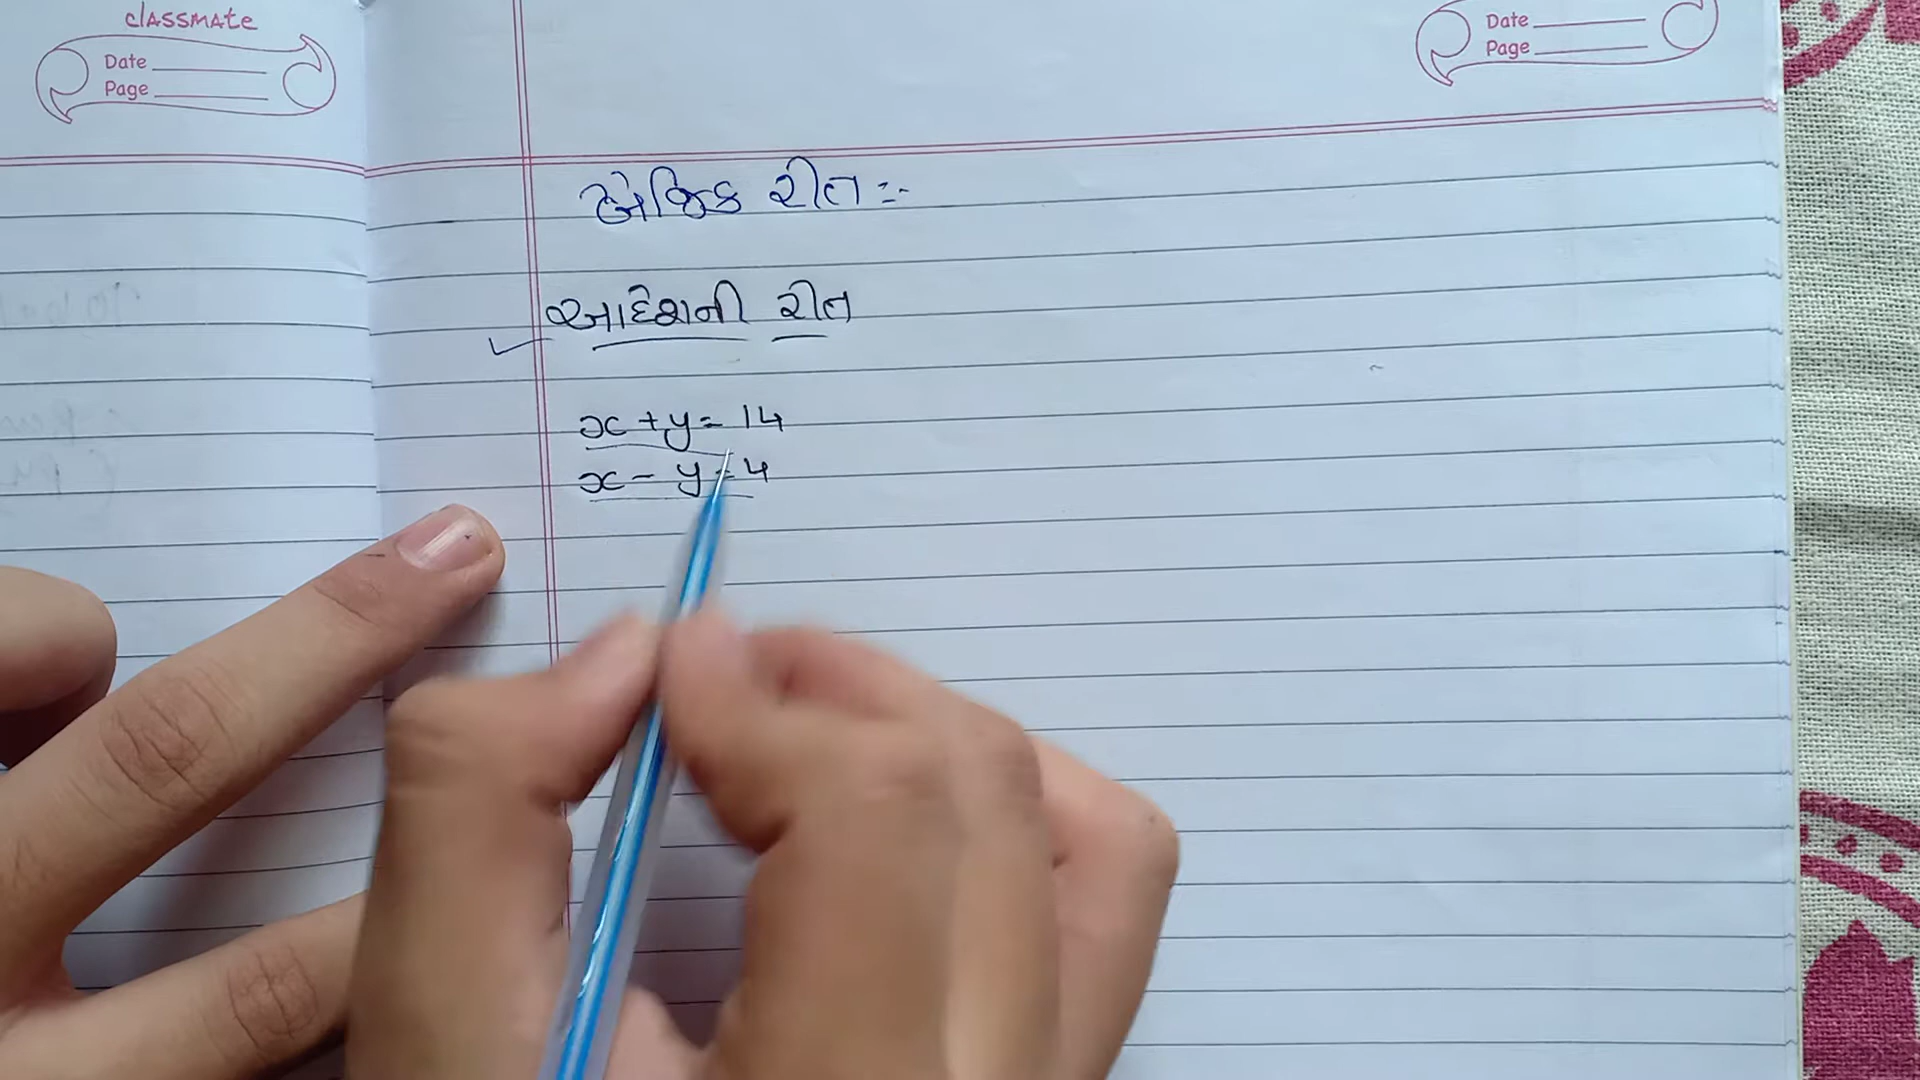 classmate
Date
Page
Date
Page
બૈજિક રીત :-
આદેશની રીત
x + y = 14
x - y = 4